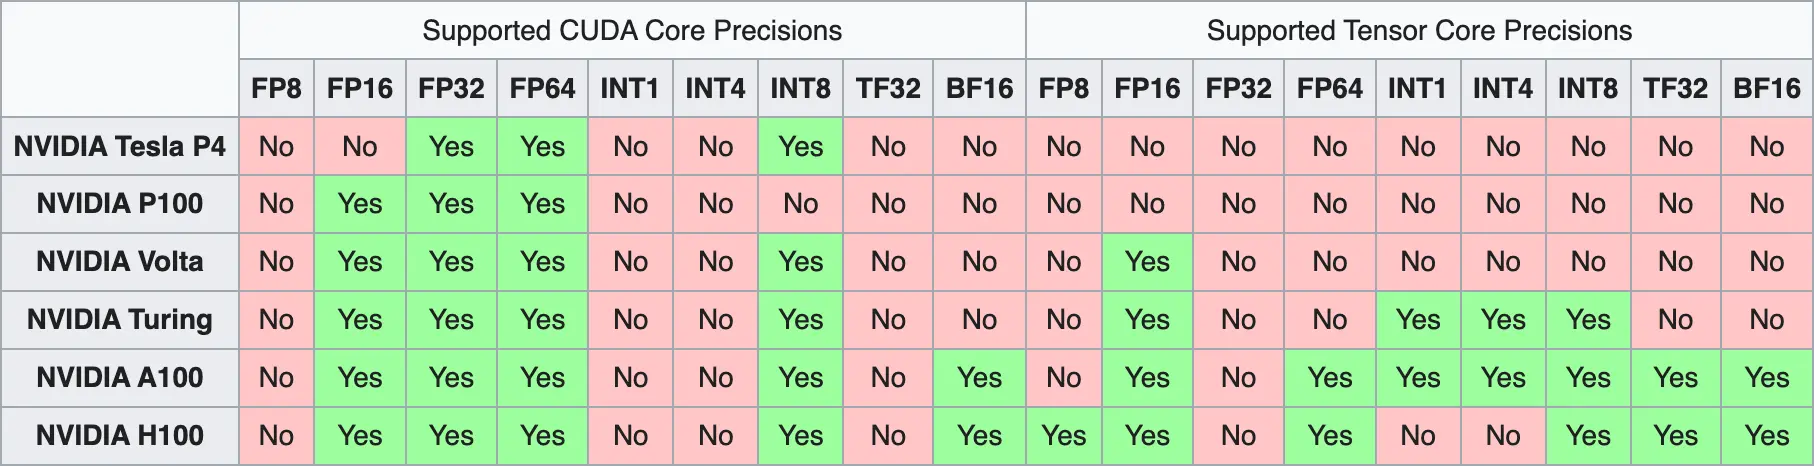 Supported CUDA Core Precisions Supported Tensor Core Precisions
FP8 FP16 FP32 FP64 INT1 INT4 INT8 TF32 BF16 FP8 FP16 FP32 FP64 INT1 INT4 INT8 TF32 BF16
NVIDIA Tesla P4 No No Yes Yes No No Yes No No No No No No No No No No No
NVIDIA P100 No Yes Yes Yes No No No No No No No No No No No No No No
NVIDIA Volta No Yes Yes Yes No No Yes No No No Yes No No No No No No No
NVIDIA Turing No Yes Yes Yes No No Yes No No No Yes No No Yes Yes Yes No No
NVIDIA A100 No Yes Yes Yes No No Yes No Yes No Yes No Yes Yes Yes Yes Yes Yes
NVIDIA H100 No Yes Yes Yes No No Yes No Yes Yes Yes No Yes No No Yes Yes Yes